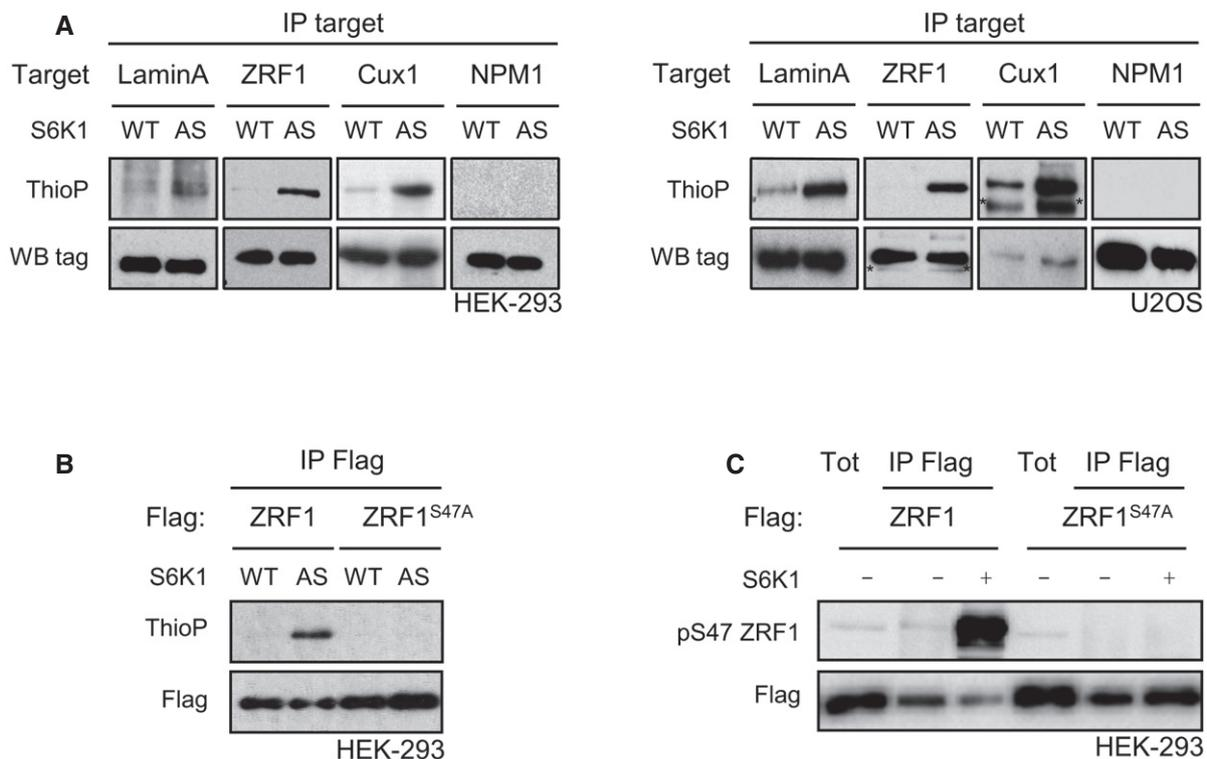 A
IP target
Target LaminA ZRF1 Cux1 NPM1
S6K1 WT AS WT AS WT AS WT AS
ThioP
WB tag
HEK-293
IP target
Target LaminA ZRF1 Cux1 NPM1
S6K1 WT AS WT AS WT AS WT AS
ThioP * *
WB tag * *
U2OS
B
IP Flag
Flag: ZRF1 ZRF1S47A
S6K1 WT AS WT AS
ThioP
Flag
HEK-293
C
Tot IP Flag Tot IP Flag
Flag: ZRF1 ZRF1S47A
S6K1 − − + − − +
pS47 ZRF1
Flag
HEK-293